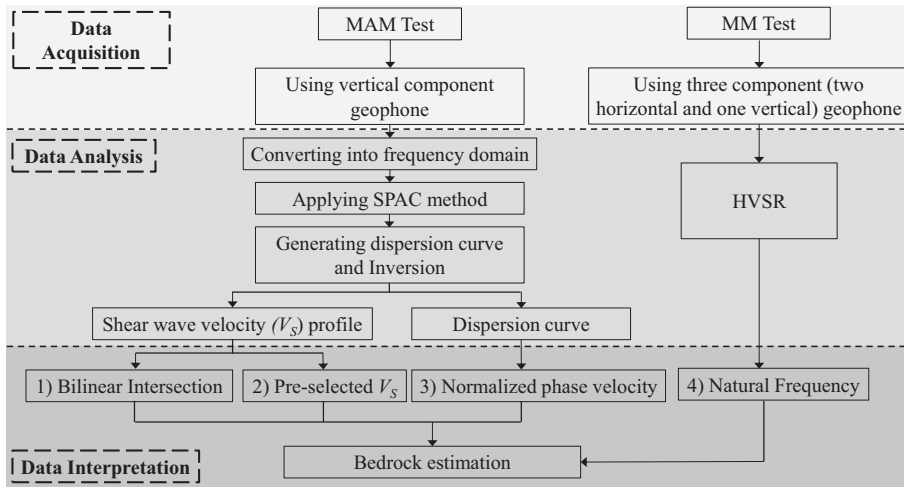 Data
Acquisition
MAM Test
MM Test
Using vertical component
geophone
Using three component (two
horizontal and one vertical) geophone
Data Analysis
Converting into frequency domain
Applying SPAC method
HVSR
Generating dispersion curve
and Inversion
Shear wave velocity (VS) profile
Dispersion curve
1) Bilinear Intersection
2) Pre-selected VS
3) Normalized phase velocity
4) Natural Frequency
Data Interpretation
Bedrock estimation